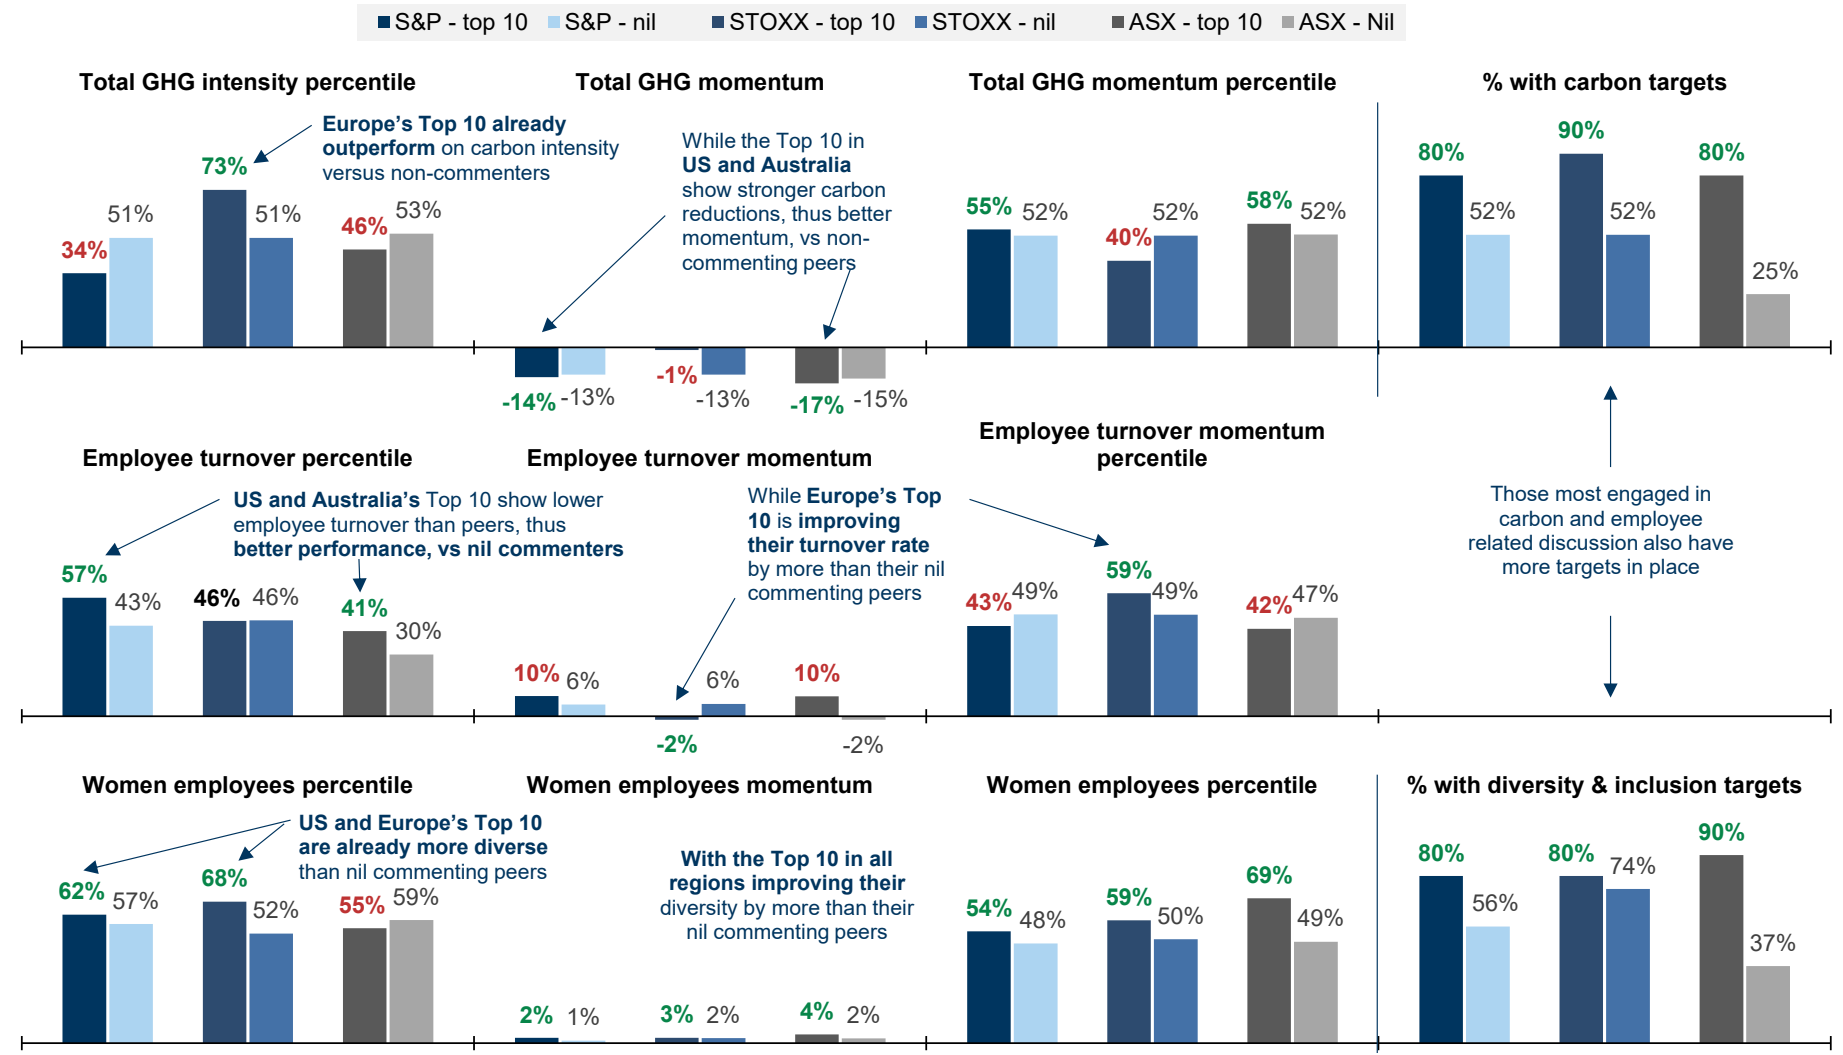 S&P - top 10 S&P - nil STOXX - top 10 STOXX - nil ASX - top 10 ASX - Nil
Total GHG intensity percentile
Europe's Top 10 already
outperform on carbon intensity
versus non-commenters
34%
51%
73%
51%
46%
53%
Total GHG momentum
While the Top 10 in
US and Australia
show stronger carbon
reductions, thus better
momentum, vs non-
commenting peers
-14%
-13%
-1%
-13%
-17%
-15%
Total GHG momentum percentile
55%
52%
40%
52%
58%
52%
% with carbon targets
80%
52%
90%
52%
80%
25%
Employee turnover percentile
US and Australia's Top 10 show lower
employee turnover than peers, thus
better performance, vs nil commenters
57%
43%
46%
46%
41%
30%
Employee turnover momentum
While Europe's Top
10 is improving
their turnover rate
by more than their nil
commenting peers
10%
6%
-2%
6%
10%
-2%
Employee turnover momentum
percentile
43%
49%
59%
49%
42%
47%
Those most engaged in
carbon and employee
related discussion also have
more targets in place
Women employees percentile
US and Europe's Top 10
are already more diverse
than nil commenting peers
62%
57%
68%
52%
55%
59%
Women employees momentum
With the Top 10 in all
regions improving their
diversity by more than their
nil commenting peers
2%
1%
3%
2%
4%
2%
Women employees percentile
54%
48%
59%
50%
69%
49%
% with diversity & inclusion targets
80%
56%
80%
74%
90%
37%